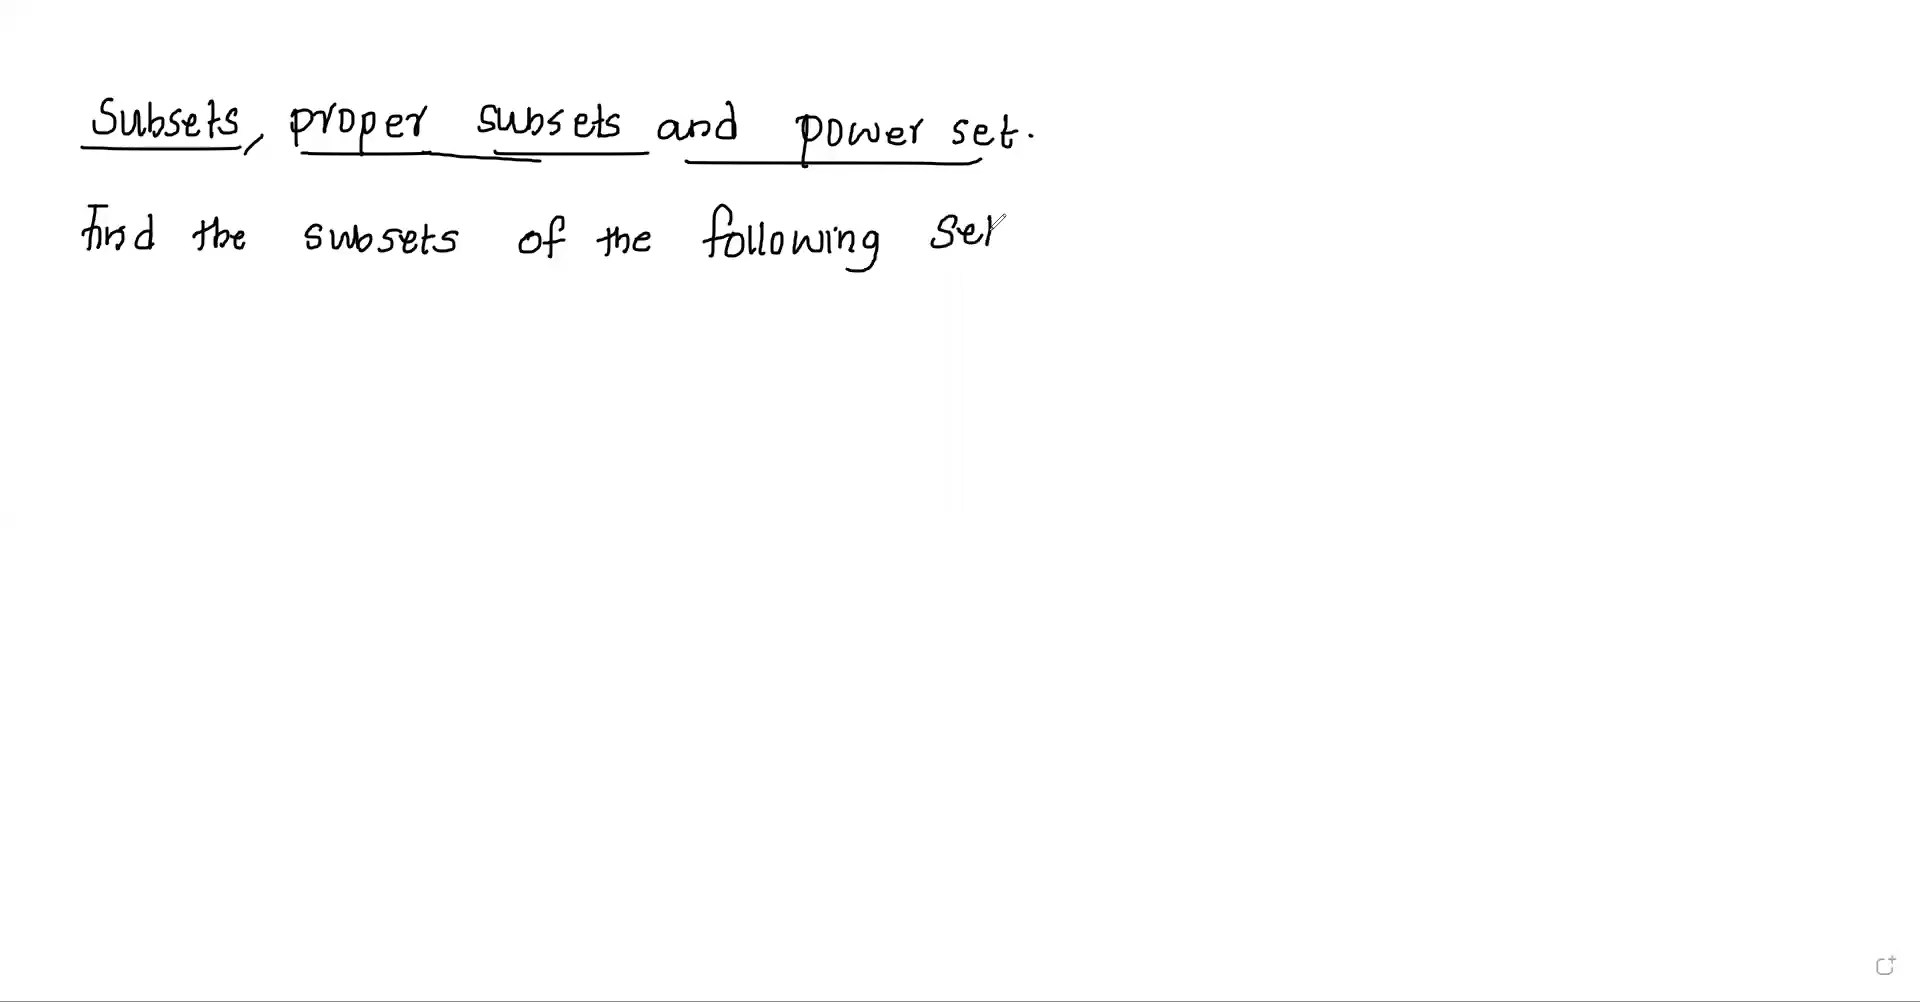 Subsets, proper subsets and power set.
Find the subsets of the following set